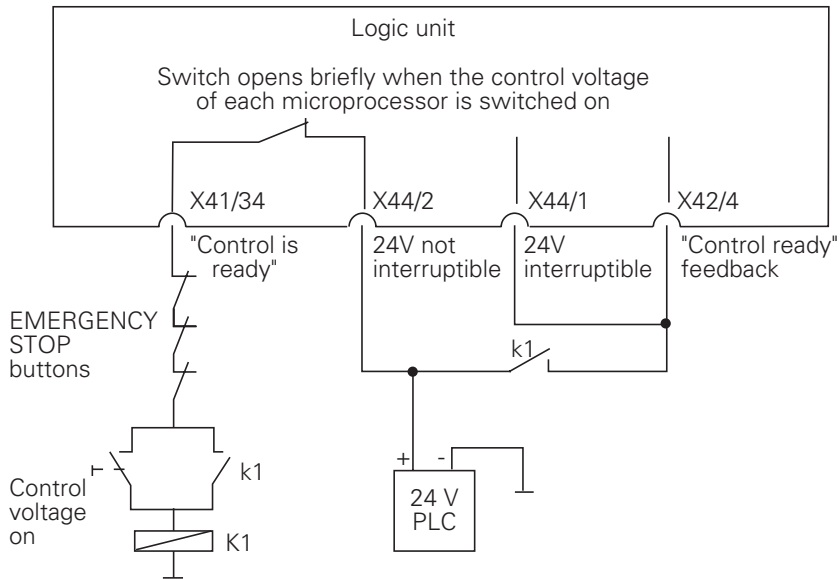 Logic unit
Switch opens briefly when the control voltage
of each microprocessor is switched on
X41/34
X44/2
X44/1
X42/4
"Control is
ready"
24V not
interruptible
24V
interruptible
"Control ready"
feedback
EMERGENCY
STOP
buttons
k1
+ -
24 V
PLC
k1
Control
voltage
on
K1